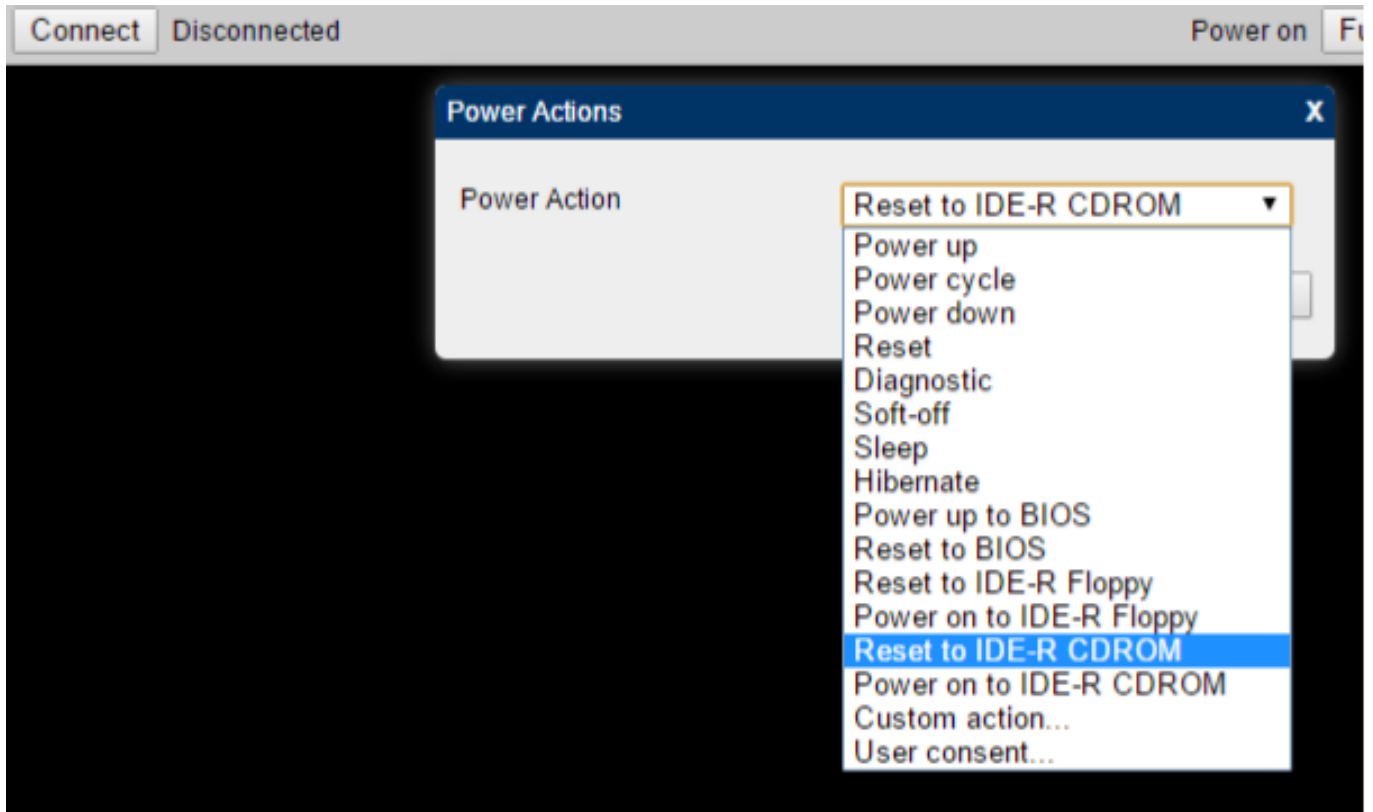 Connect Disconnected Power on Fu
Power Actions X
Power Action Reset to IDE-R CDROM
Power up
Power cycle
Power down
Reset
Diagnostic
Soft-off
Sleep
Hibernate
Power up to BIOS
Reset to BIOS
Reset to IDE-R Floppy
Power on to IDE-R Floppy
Reset to IDE-R CDROM
Power on to IDE-R CDROM
Custom action...
User consent...